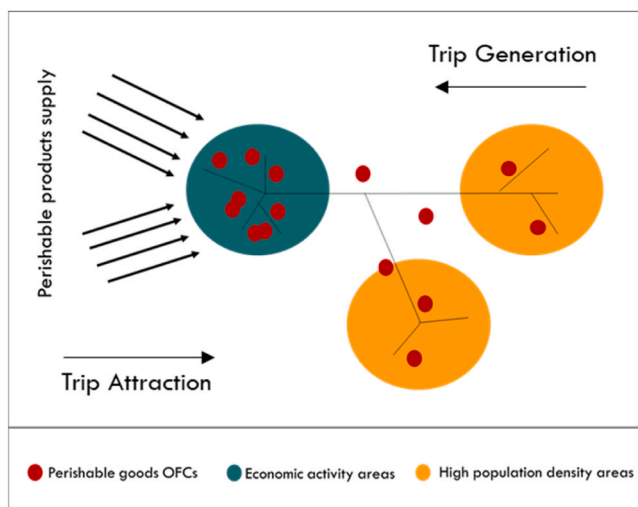 Trip Generation
Perishable products supply
Trip Attraction
Perishable goods OFCs
Economic activity areas
High population density areas